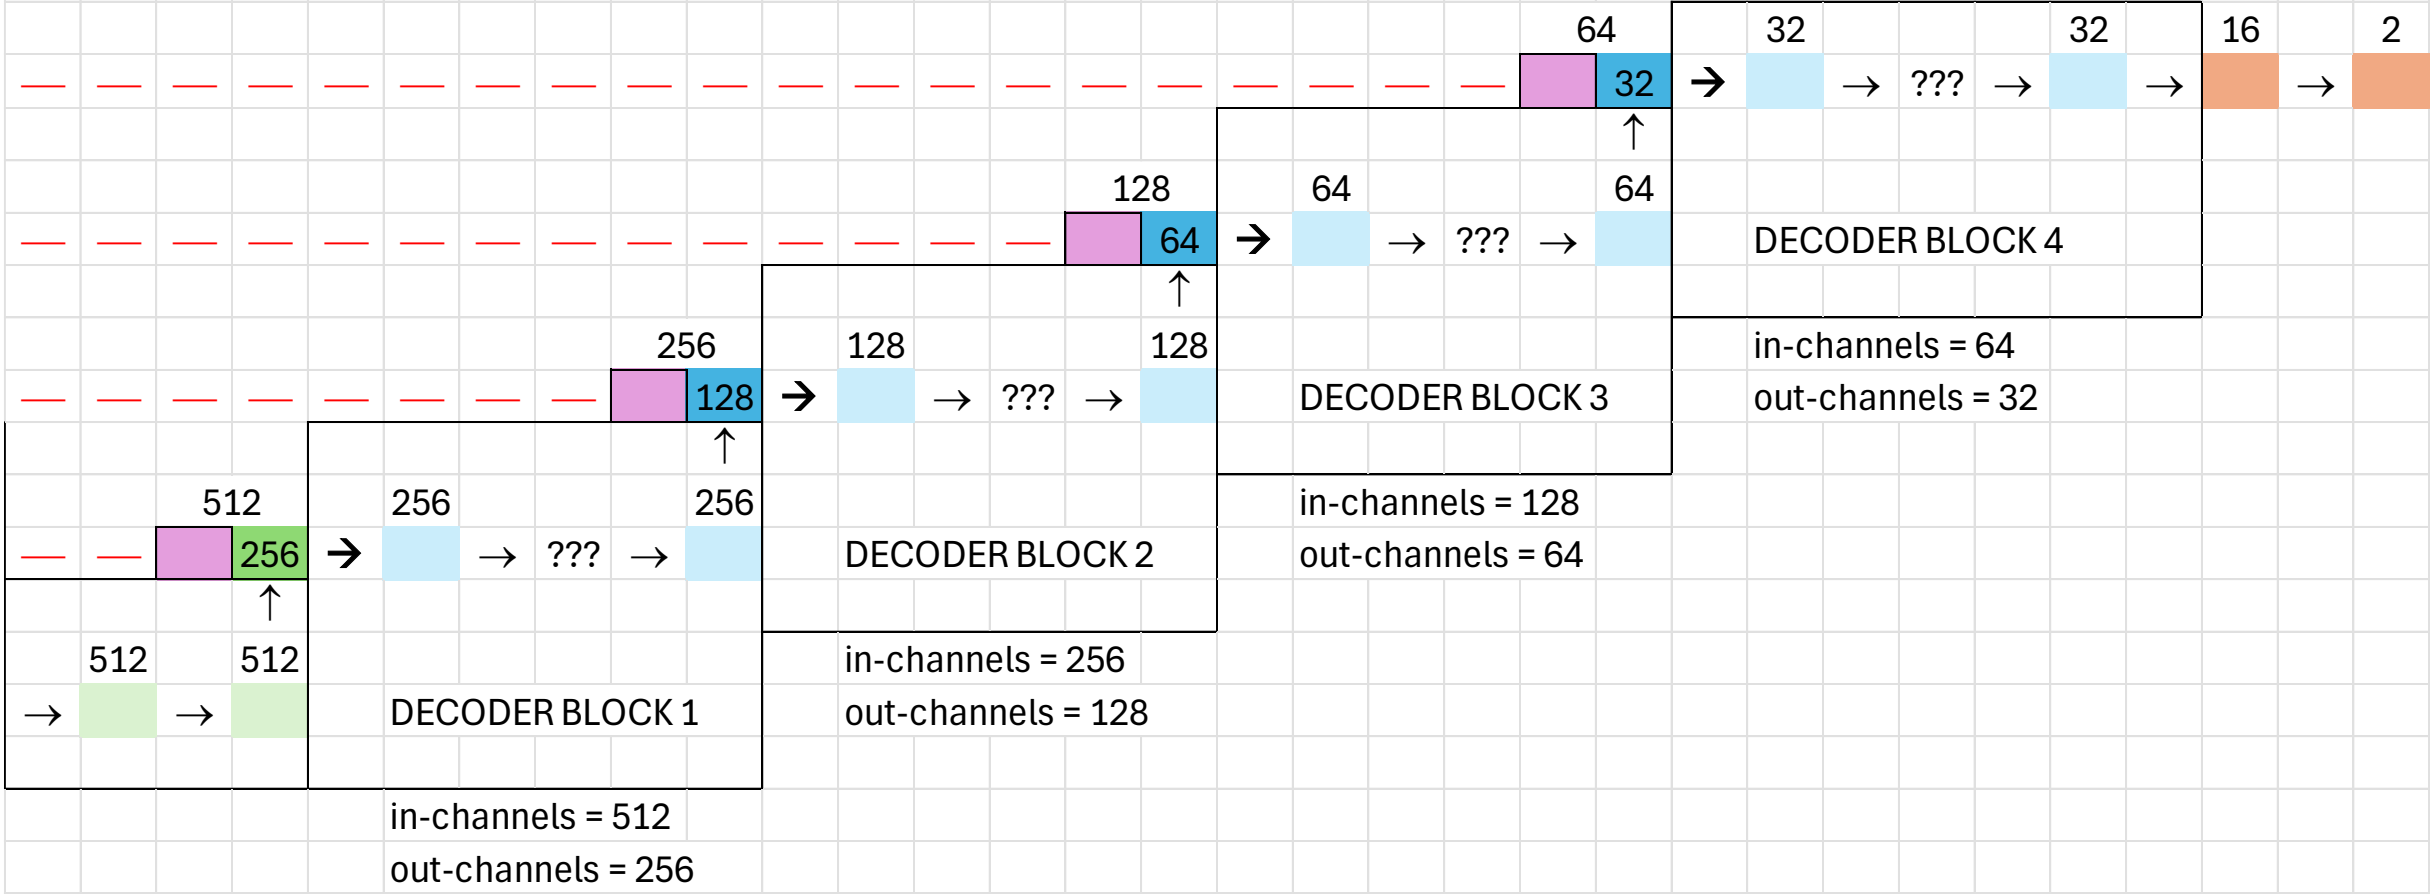 64 32 32 16 2
32 → → ??? → → →
↑
128 64 64
64 → → ??? → DECODER BLOCK 4
↑
256 128 128 in-channels = 64
128 → → ??? → DECODER BLOCK 3 out-channels = 32
↑
512 256 256 in-channels = 128
256 → → ??? → DECODER BLOCK 2 out-channels = 64
↑
512 512 in-channels = 256
→ → DECODER BLOCK 1 out-channels = 128
in-channels = 512
out-channels = 256